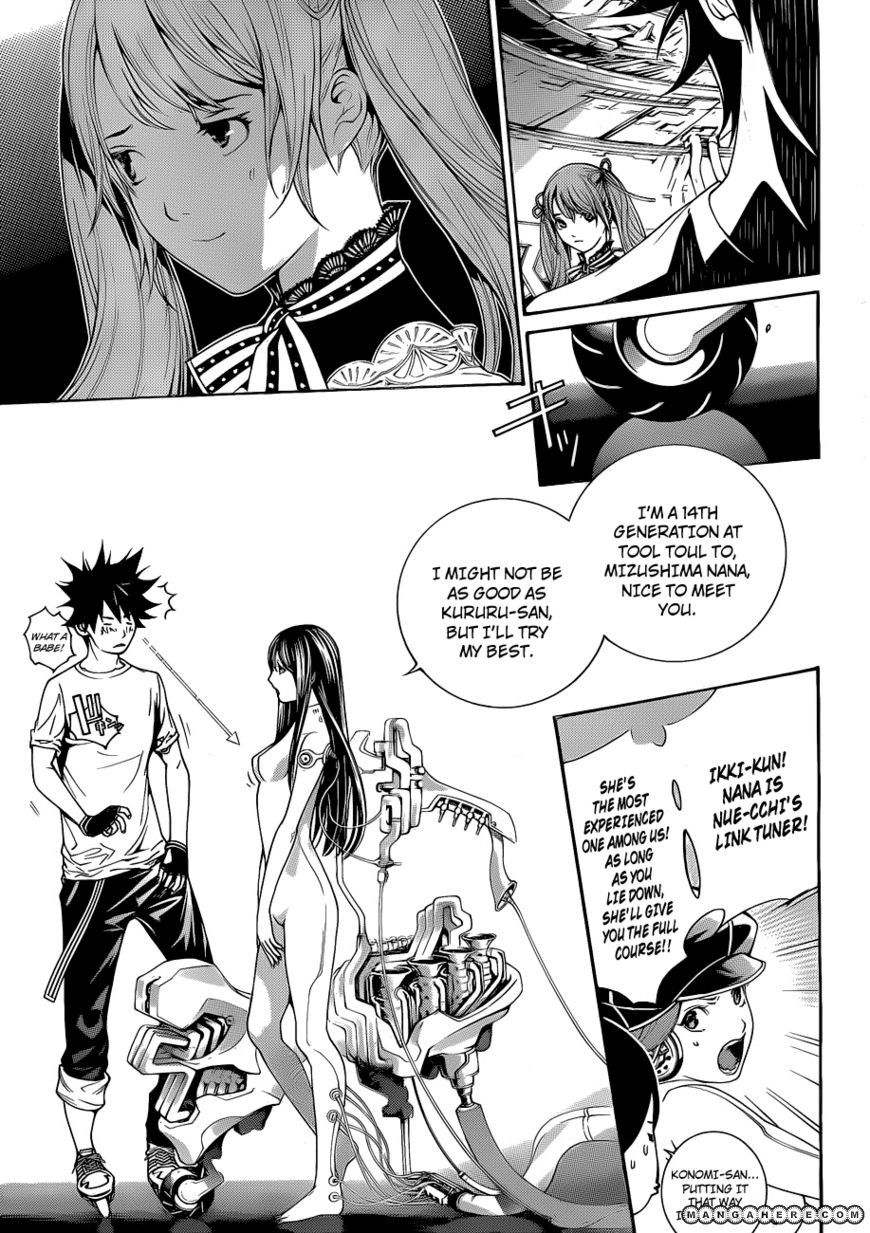 キッ
I'M A 14TH
GENERATION AT
TOOL TOUL TO,
MIZUSHIMA NANA,
NICE TO MEET
YOU.
I MIGHT NOT BE
AS GOOD AS
KURURU-SAN,
BUT I'LL TRY
MY BEST.
WHAT A
BABE!
IKKI-KUN!
NANA IS
NUE-CCHI'S
LINK TUNER!
SHE'S
THE MOST
EXPERIENCED
ONE AMONG US!
AS LONG
AS YOU
LIE DOWN,
SHE'LL GIVE
YOU THE FULL
COURSE!!
KONOMI-SAN...
PUTTING IT
THAT WAY
MANGAHERE.COM